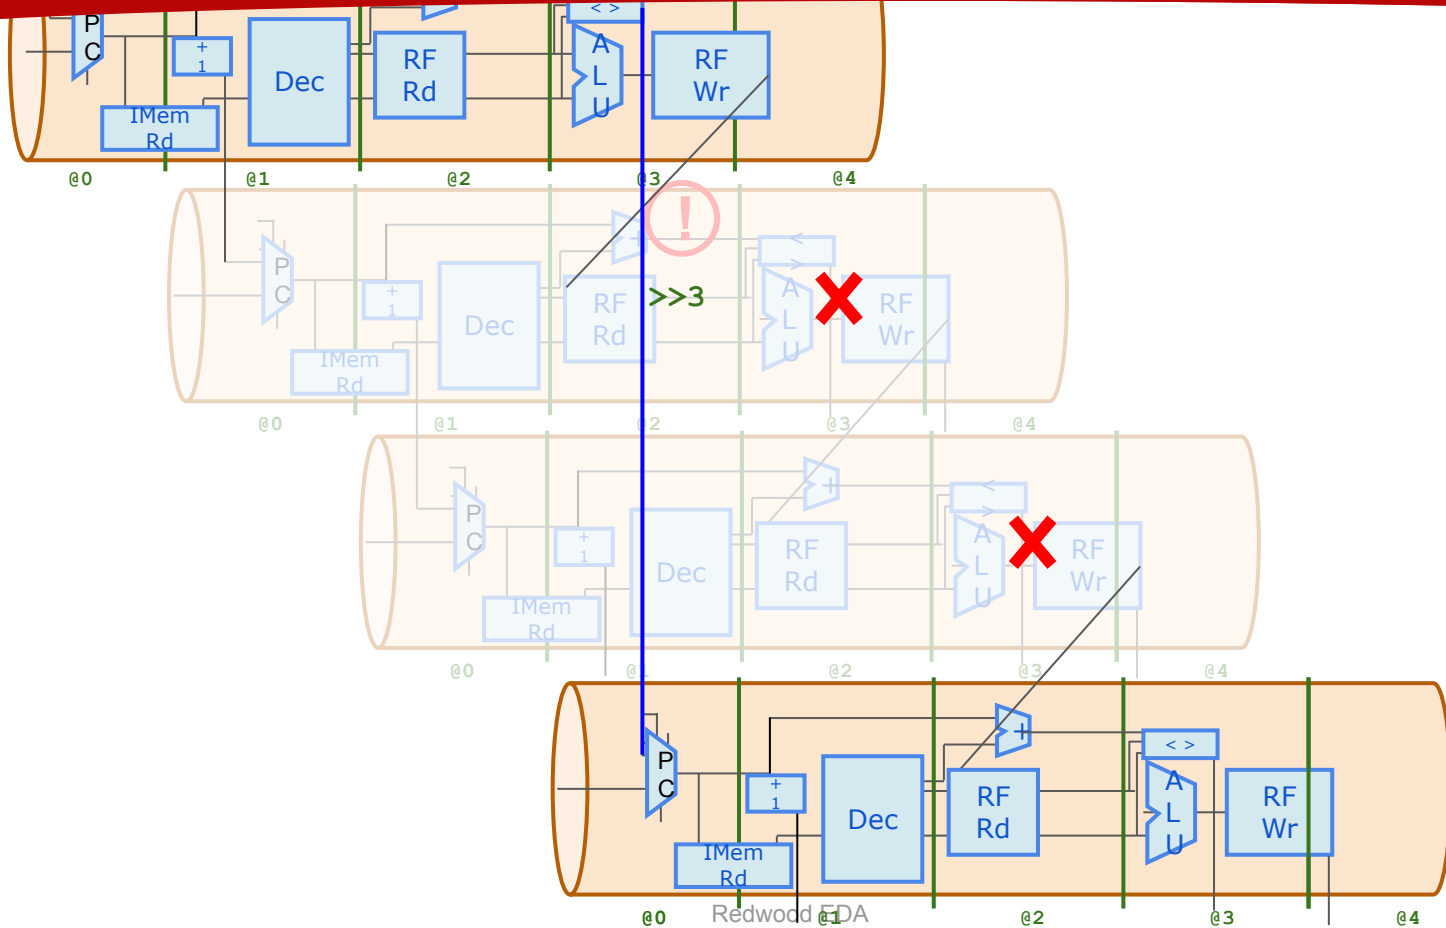 P
C
+
1
IMem
Rd
Dec
RF
Rd
< >
A
L
U
RF
Wr
@0
@1
@2
@3
@4
!
P
C
+
1
IMem
Rd
Dec
+
RF
Rd
>>3
<
>
A
L
U
RF
Wr
@0
@1
@2
@3
@4
P
C
+
1
IMem
Rd
Dec
+
RF
Rd
<
>
A
L
U
RF
Wr
@0
@1
@2
@3
@4
P
C
+
1
IMem
Rd
Dec
+
RF
Rd
< >
A
L
U
RF
Wr
@0
@1
@2
@3
@4
Redwood EDA